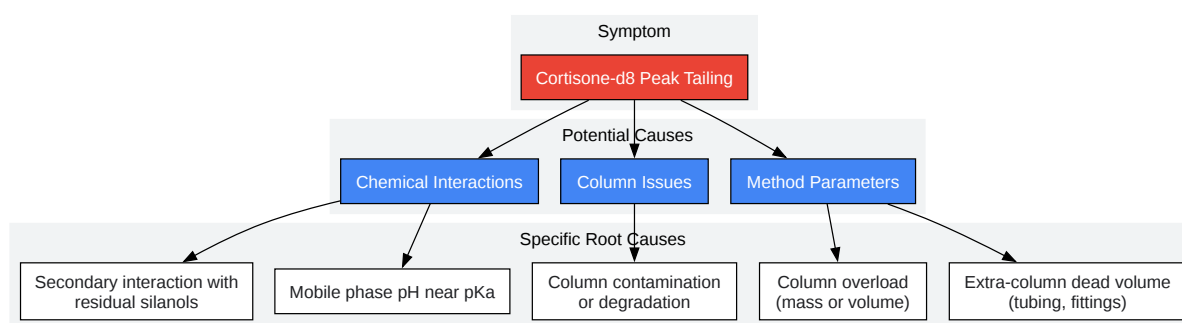 Symptom
Cortisone-d8 Peak Tailing
Potential Causes
Chemical Interactions
Column Issues
Method Parameters
Specific Root Causes
Secondary interaction with
residual silanols
Mobile phase pH near pKa
Column contamination
or degradation
Column overload
(mass or volume)
Extra-column dead volume
(tubing, fittings)